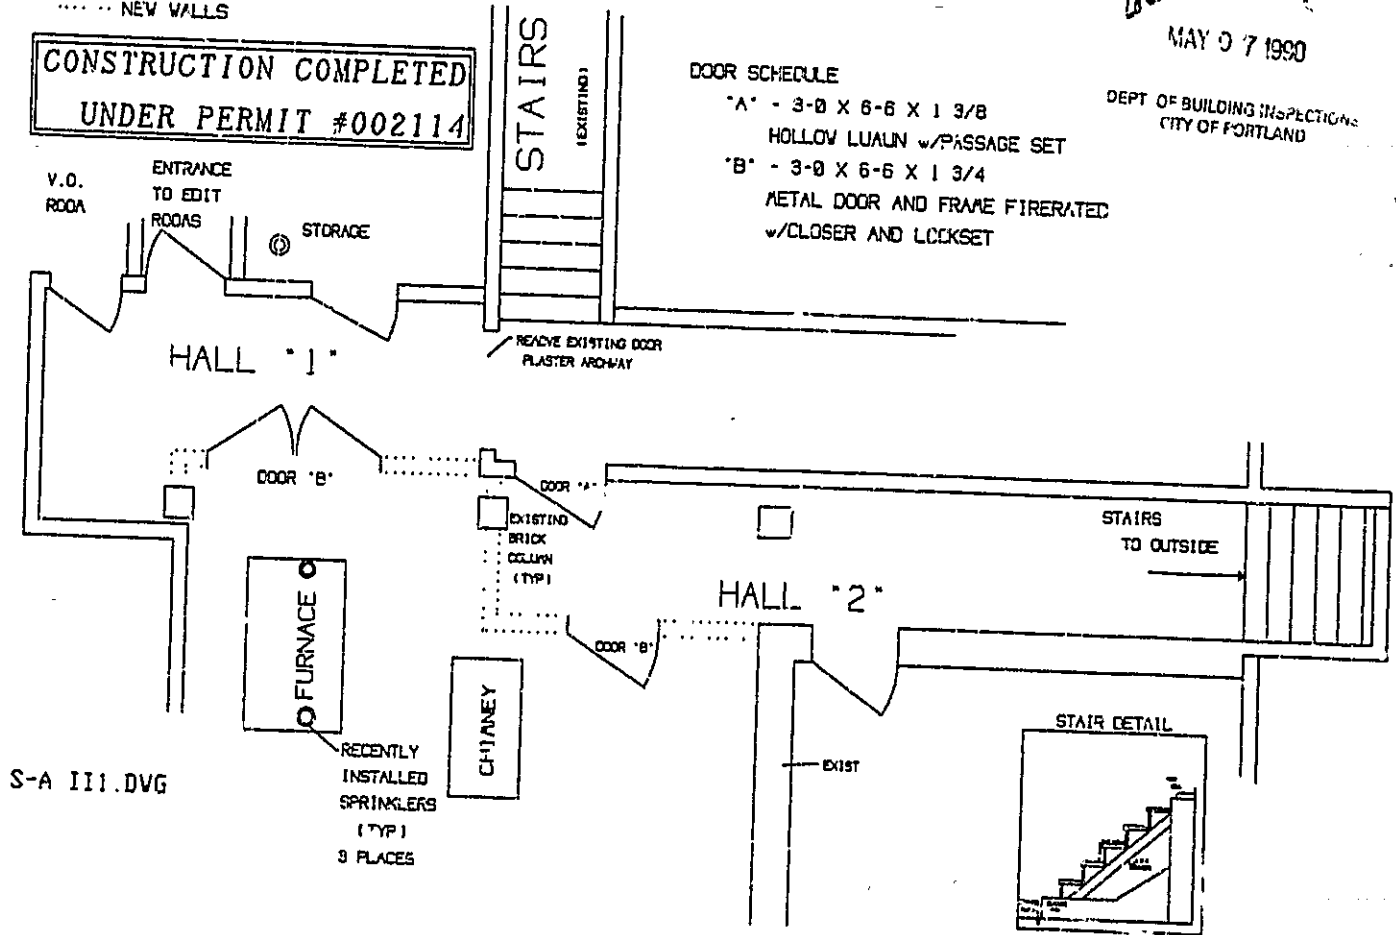 NEW WALLS
CONSTRUCTION COMPLETED
UNDER PERMIT #002114
STAIRS
(EXISTING)
MAY 07 1990
DEPT OF BUILDING INSPECTIONS
CITY OF PORTLAND
DOOR SCHEDULE
"A" - 3-0 X 6-6 X 1 3/8
HOLLOW LUAUN w/PASSAGE SET
"B" - 3-0 X 6-6 X 1 3/4
METAL DOOR AND FRAME FIRERATED
w/CLOSER AND LOCKSET
V.O.
ROOM
ENTRANCE
TO EDIT
ROOMS
STORAGE
HALL "1"
REMOVE EXISTING DOOR
PLASTER ARCHWAY
DOOR "B"
DOOR "A"
EXISTING
BRICK
COLUMN
(TYP)
STAIRS
TO OUTSIDE
HALL "2"
DOOR "B"
FURNACE
CHIMNEY
RECENTLY
INSTALLED
SPRINKLERS
(TYP)
3 PLACES
EXIST
STAIR DETAIL
S-A III.DWG